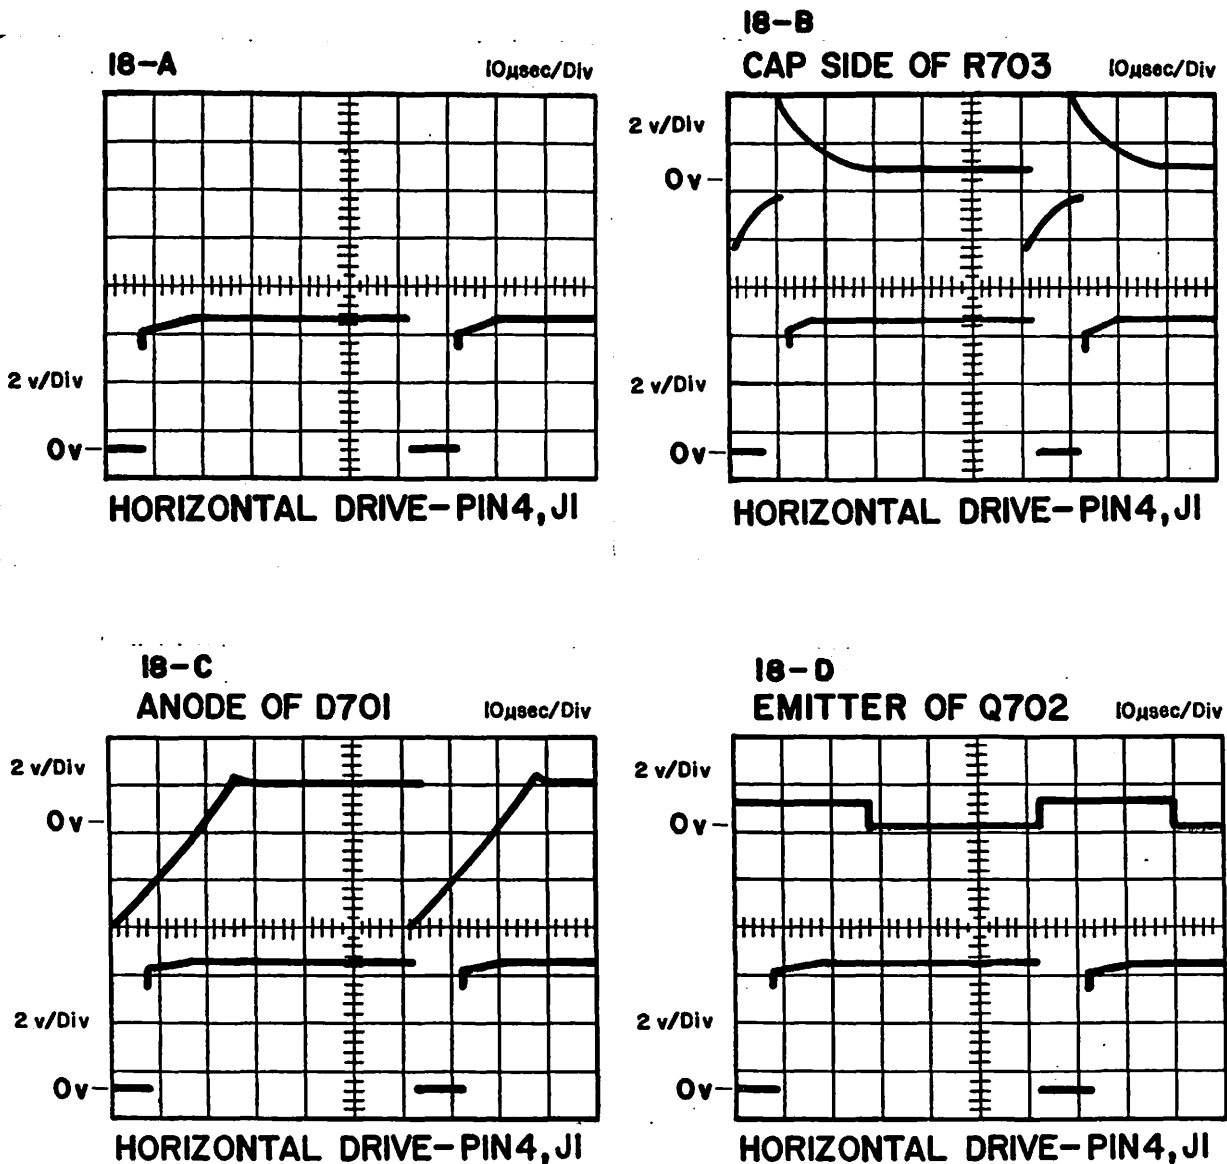 18-A
10µsec/Div
2 v/Div
0v-
HORIZONTAL DRIVE-PIN4, J1
18-B
CAP SIDE OF R703
10µsec/Div
2 v/Div
0v-
2 v/Div
0v-
HORIZONTAL DRIVE-PIN4, J1
18-C
ANODE OF D701
10µsec/Div
2 v/Div
0v-
2 v/Div
0v-
HORIZONTAL DRIVE-PIN4, J1
18-D
EMITTER OF Q702
10µsec/Div
2 v/Div
0v-
2 v/Div
0v-
HORIZONTAL DRIVE-PIN4, J1